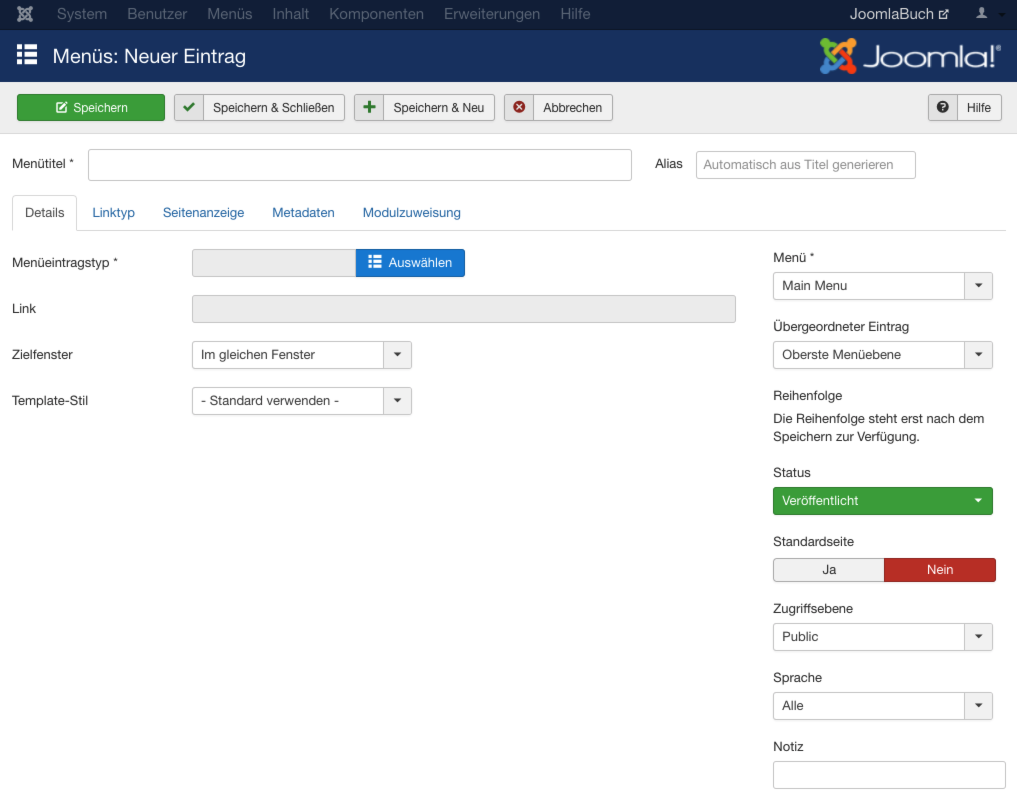 System Benutzer Menüs Inhalt Komponenten Erweiterungen Hilfe JoomlaBuch
Menüs: Neuer Eintrag Joomla!®
Speichern Speichern & Schließen Speichern & Neu Abbrechen Hilfe
Menütitel * Alias Automatisch aus Titel generieren
Details Linktyp Seitenanzeige Metadaten Modulzuweisung
Menüeintragstyp * Auswählen
Link
Zielfenster Im gleichen Fenster
Template-Stil - Standard verwenden -
Menü *
Main Menu
Übergeordneter Eintrag
Oberste Menüebene
Reihenfolge
Die Reihenfolge steht erst nach dem
Speichern zur Verfügung.
Status
Veröffentlicht
Standardseite
Ja Nein
Zugriffsebene
Public
Sprache
Alle
Notiz